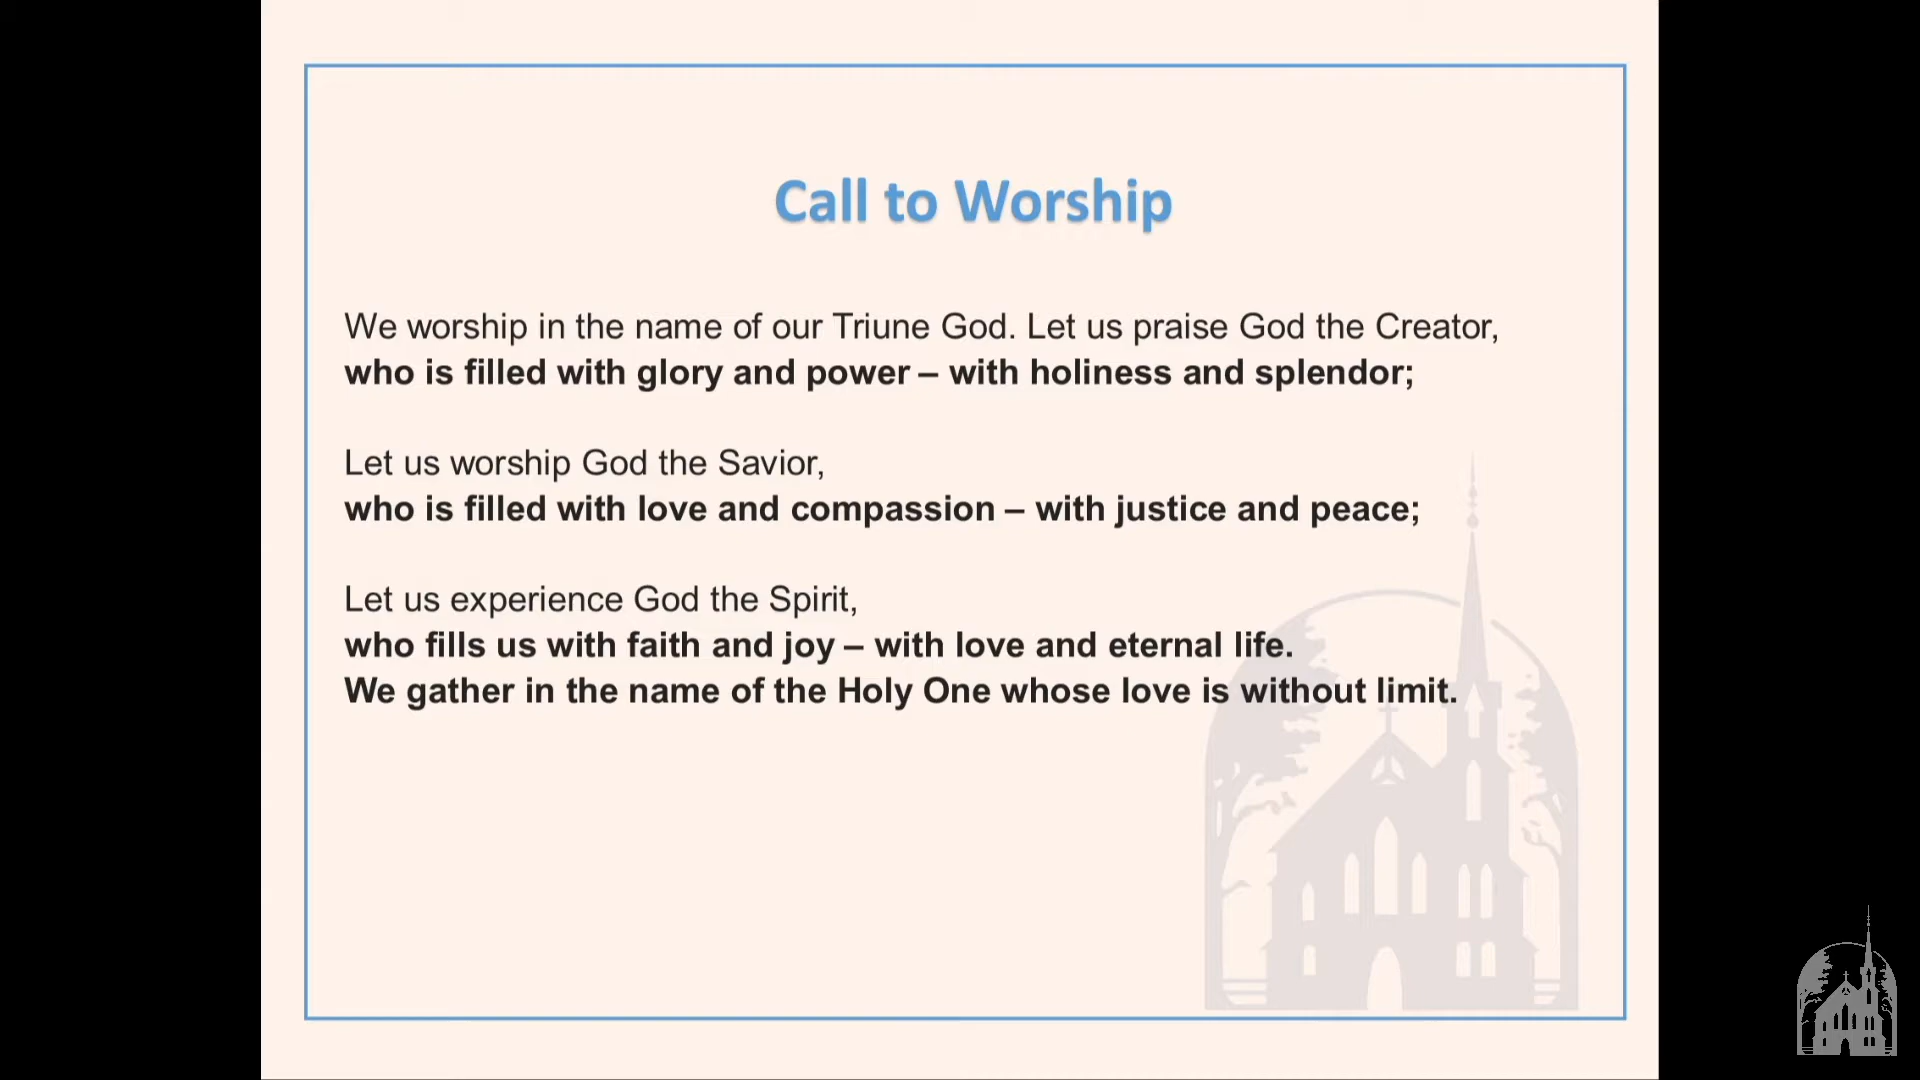 Call to Worship
We worship in the name of our Triune God. Let us praise God the Creator,
who is filled with glory and power – with holiness and splendor;
Let us worship God the Savior,
who is filled with love and compassion – with justice and peace;
Let us experience God the Spirit,
who fills us with faith and joy – with love and eternal life.
We gather in the name of the Holy One whose love is without limit.